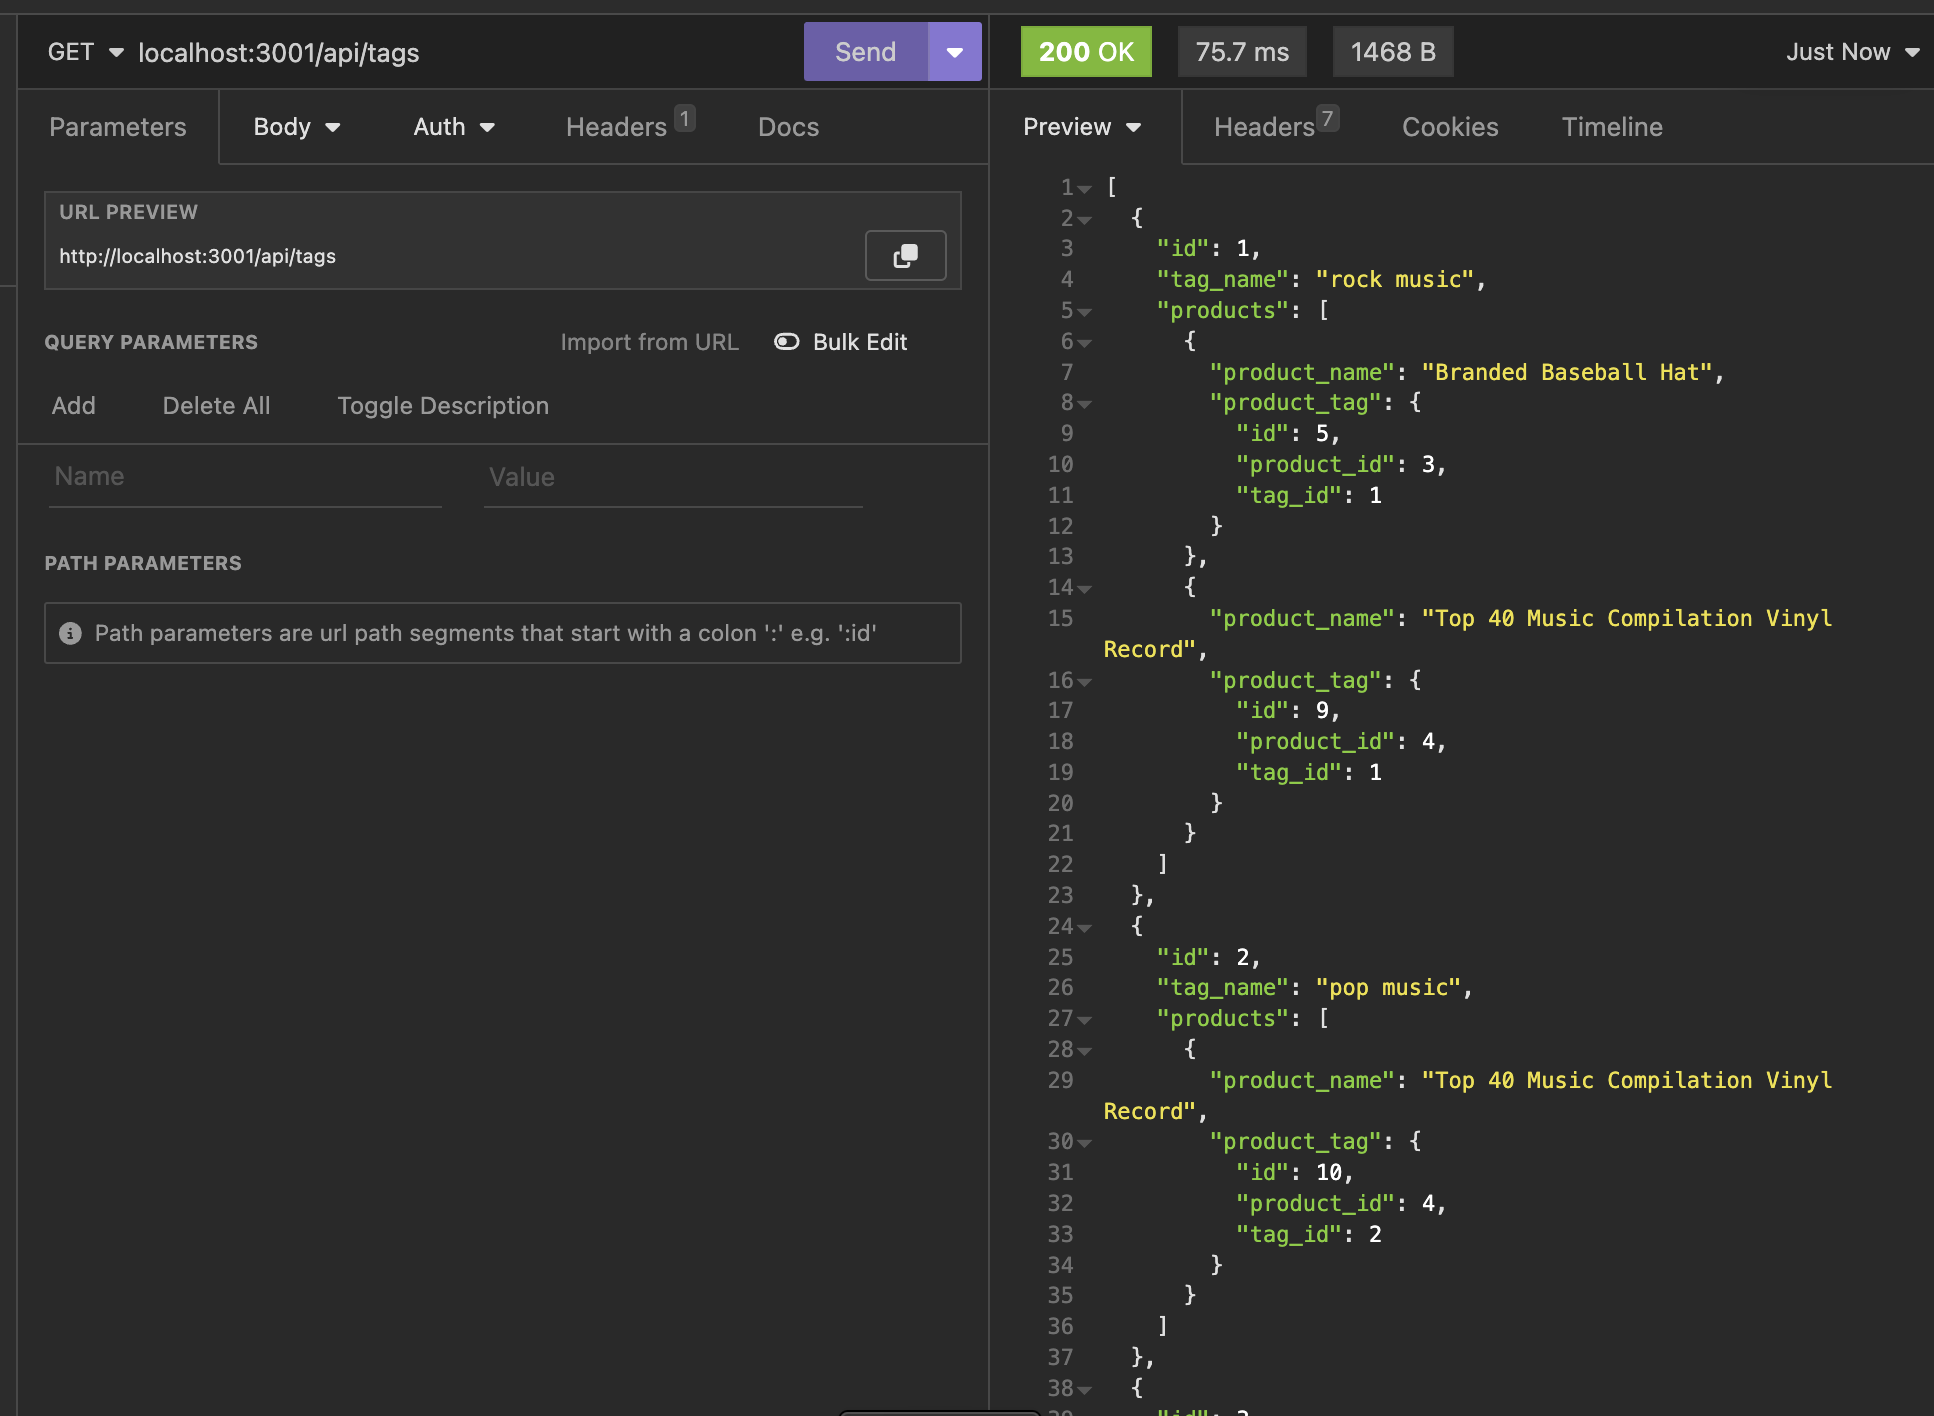 GET localhost:3001/api/tags Send
200 OK 75.7 ms 1468 B Just Now
Parameters Body Auth Headers 1 Docs
Preview Headers 7 Cookies Timeline
URL PREVIEW
http://localhost:3001/api/tags
QUERY PARAMETERS Import from URL Bulk Edit
Add Delete All Toggle Description
Name Value
PATH PARAMETERS
Path parameters are url path segments that start with a colon ':' e.g. ':id'
1 [
2 {
3 "id": 1,
4 "tag_name": "rock music",
5 "products": [
6 {
7 "product_name": "Branded Baseball Hat",
8 "product_tag": {
9 "id": 5,
10 "product_id": 3,
11 "tag_id": 1
12 }
13 },
14 {
15 "product_name": "Top 40 Music Compilation Vinyl
Record",
16 "product_tag": {
17 "id": 9,
18 "product_id": 4,
19 "tag_id": 1
20 }
21 }
22 ]
23 },
24 {
25 "id": 2,
26 "tag_name": "pop music",
27 "products": [
28 {
29 "product_name": "Top 40 Music Compilation Vinyl
Record",
30 "product_tag": {
31 "id": 10,
32 "product_id": 4,
33 "tag_id": 2
34 }
35 }
36 ]
37 },
38 {